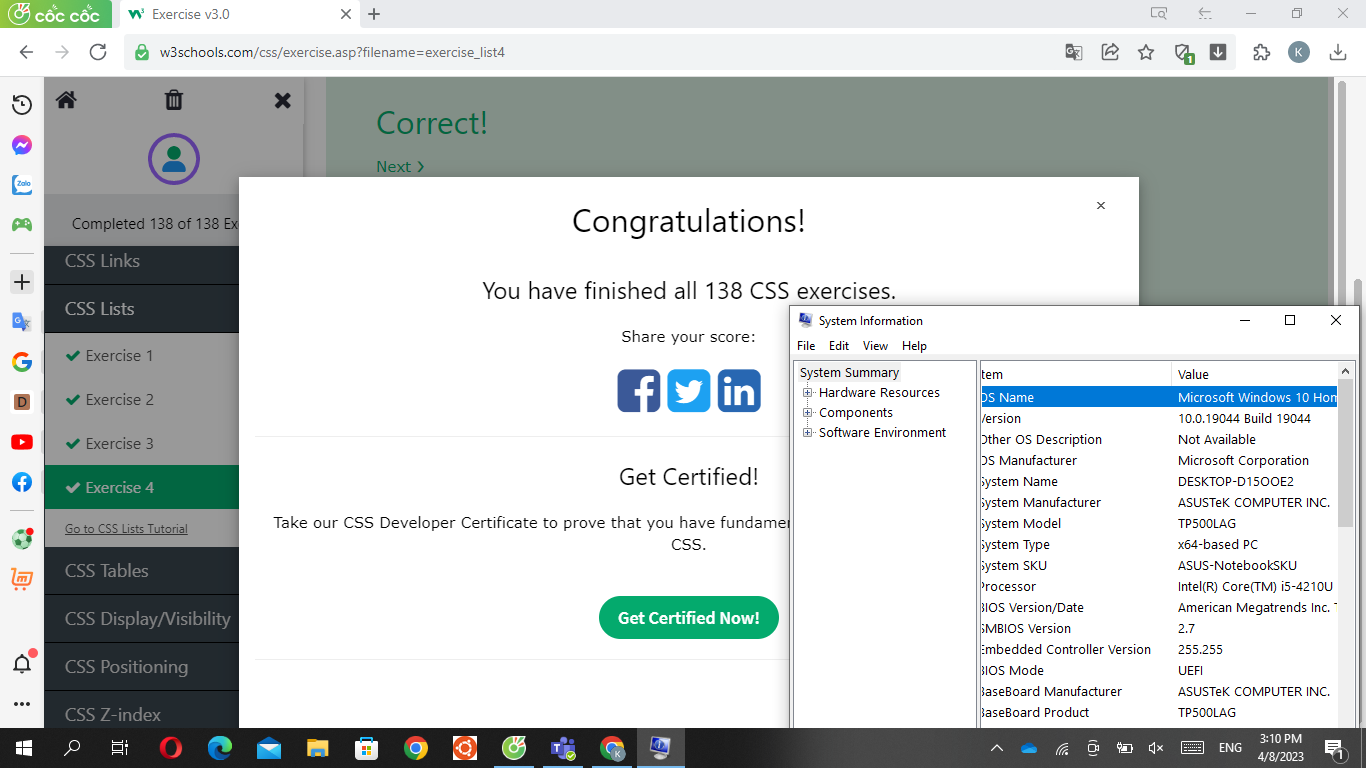 cốc cốc
Exercise v3.0
w3schools.com/css/exercise.asp?filename=exercise_list4
1
K
Correct!
Next ❯
Zalo
Completed 138 of 138 Ex
CSS Links
CSS Lists
Exercise 1
Exercise 2
Exercise 3
Exercise 4
Go to CSS Lists Tutorial
CSS Tables
CSS Display/Visibility
CSS Positioning
CSS Z-index
D
×
Congratulations!
You have finished all 138 CSS exercises.
Share your score:
Get Certified!
Take our CSS Developer Certificate to prove that you have fundamen
CSS.
Get Certified Now!
System Information
File Edit View Help
System Summary
Hardware Resources
Components
Software Environment
Item Value
OS Name Microsoft Windows 10 Hom
Version 10.0.19044 Build 19044
Other OS Description Not Available
OS Manufacturer Microsoft Corporation
System Name DESKTOP-D15OOE2
System Manufacturer ASUSTeK COMPUTER INC.
System Model TP500LAG
System Type x64-based PC
System SKU ASUS-NotebookSKU
Processor Intel(R) Core(TM) i5-4210U
BIOS Version/Date American Megatrends Inc.
SMBIOS Version 2.7
Embedded Controller Version 255.255
BIOS Mode UEFI
BaseBoard Manufacturer ASUSTeK COMPUTER INC.
BaseBoard Product TP500LAG
ENG
3:10 PM
4/8/2023
1